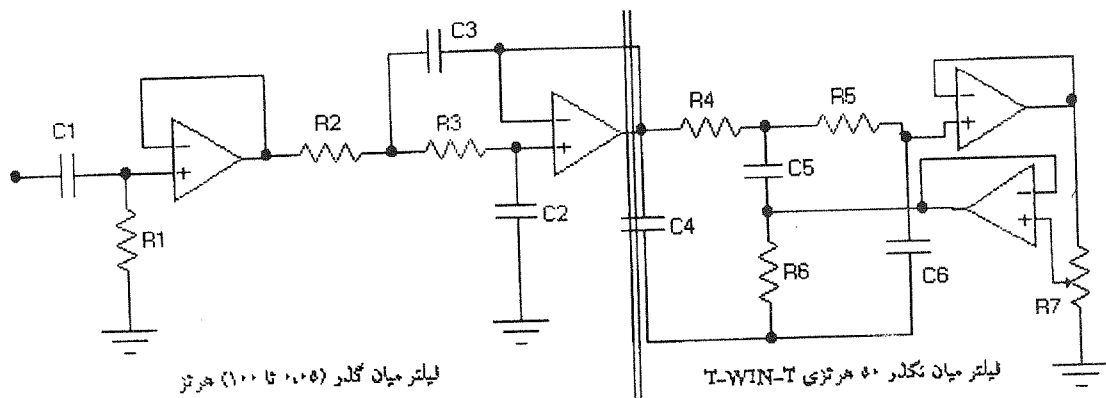 C3
C1
R2
R3
R4
R5
C5
C2
C4
R1
R6
C6
R7
فیلتر میان گذر (۰.۰۵ تا ۱۰۰) هرتز
فیلتر میان نگذر ۵۰ هرتزی T-WIN-T